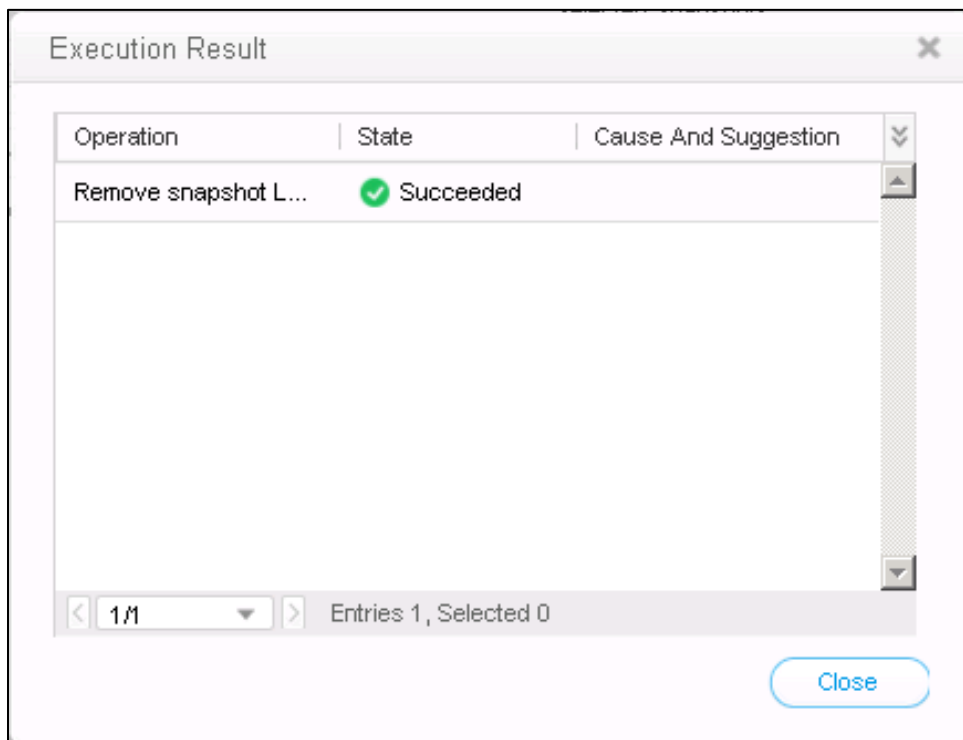 Execution Result
Operation State Cause And Suggestion
Remove snapshot L... Succeeded
1/1 Entries 1, Selected 0
Close